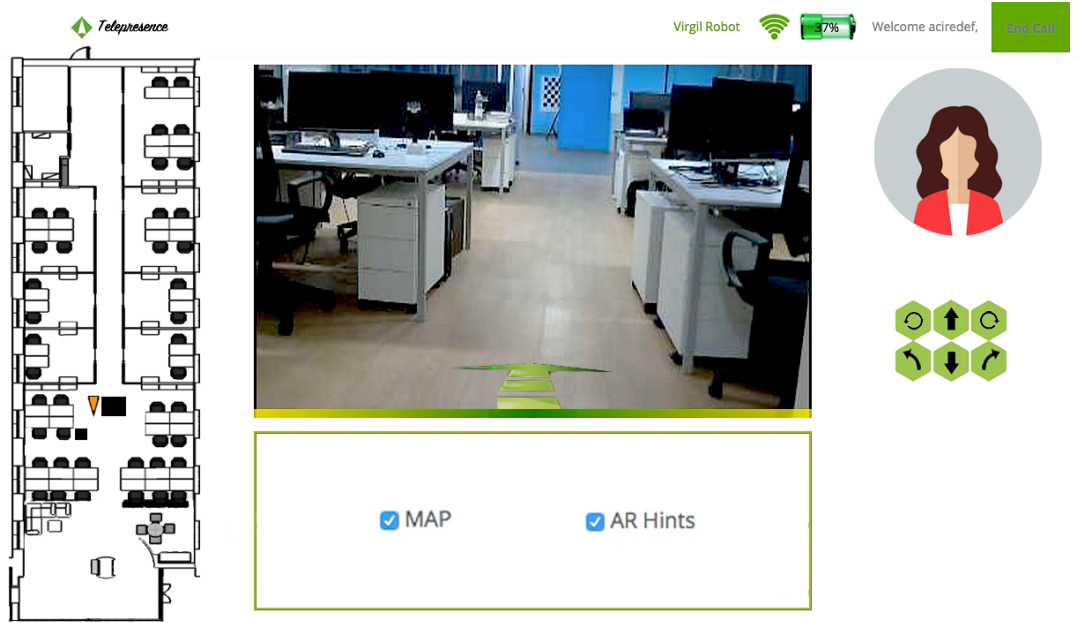 Telepresence
Virgil Robot
37%
Welcome aciredef,
End Call
MAP
AR Hints